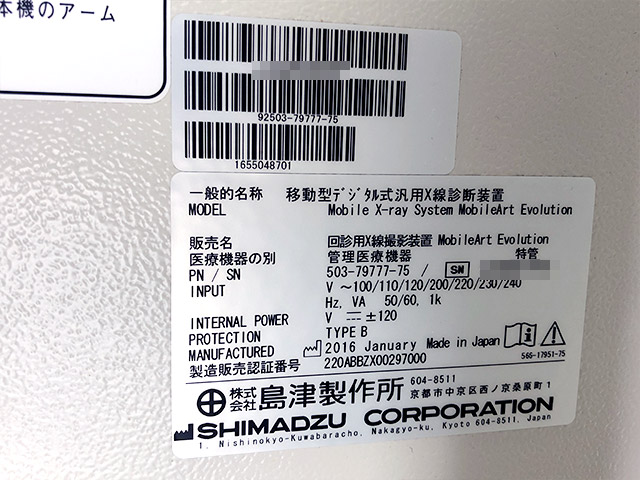 本機のアーム
92503-79777-75
1655048701
一般的名称 移動型デジタル式汎用X線診断装置
MODEL Mobile X-ray System MobileArt Evolution
販売名 回診用X線撮影装置 MobileArt Evolution
医療機器の別 管理医療機器 特管
PN / SN 503-79777-75 / SN
INPUT V ～100/110/120/200/220/230/240
Hz, VA 50/60, 1k
INTERNAL POWER V ⎓ ±120
PROTECTION TYPE B
MANUFACTURED 2016 January Made in Japan
製造販売認証番号 220ABBZX00297000
565-17951-75
株式会社 島津製作所 604-8511
京都市中京区西ノ京桑原町1
SHIMADZU CORPORATION
1, Nishinokyo-Kuwabaracho, Nakagyo-ku, Kyoto 604-8511, Japan